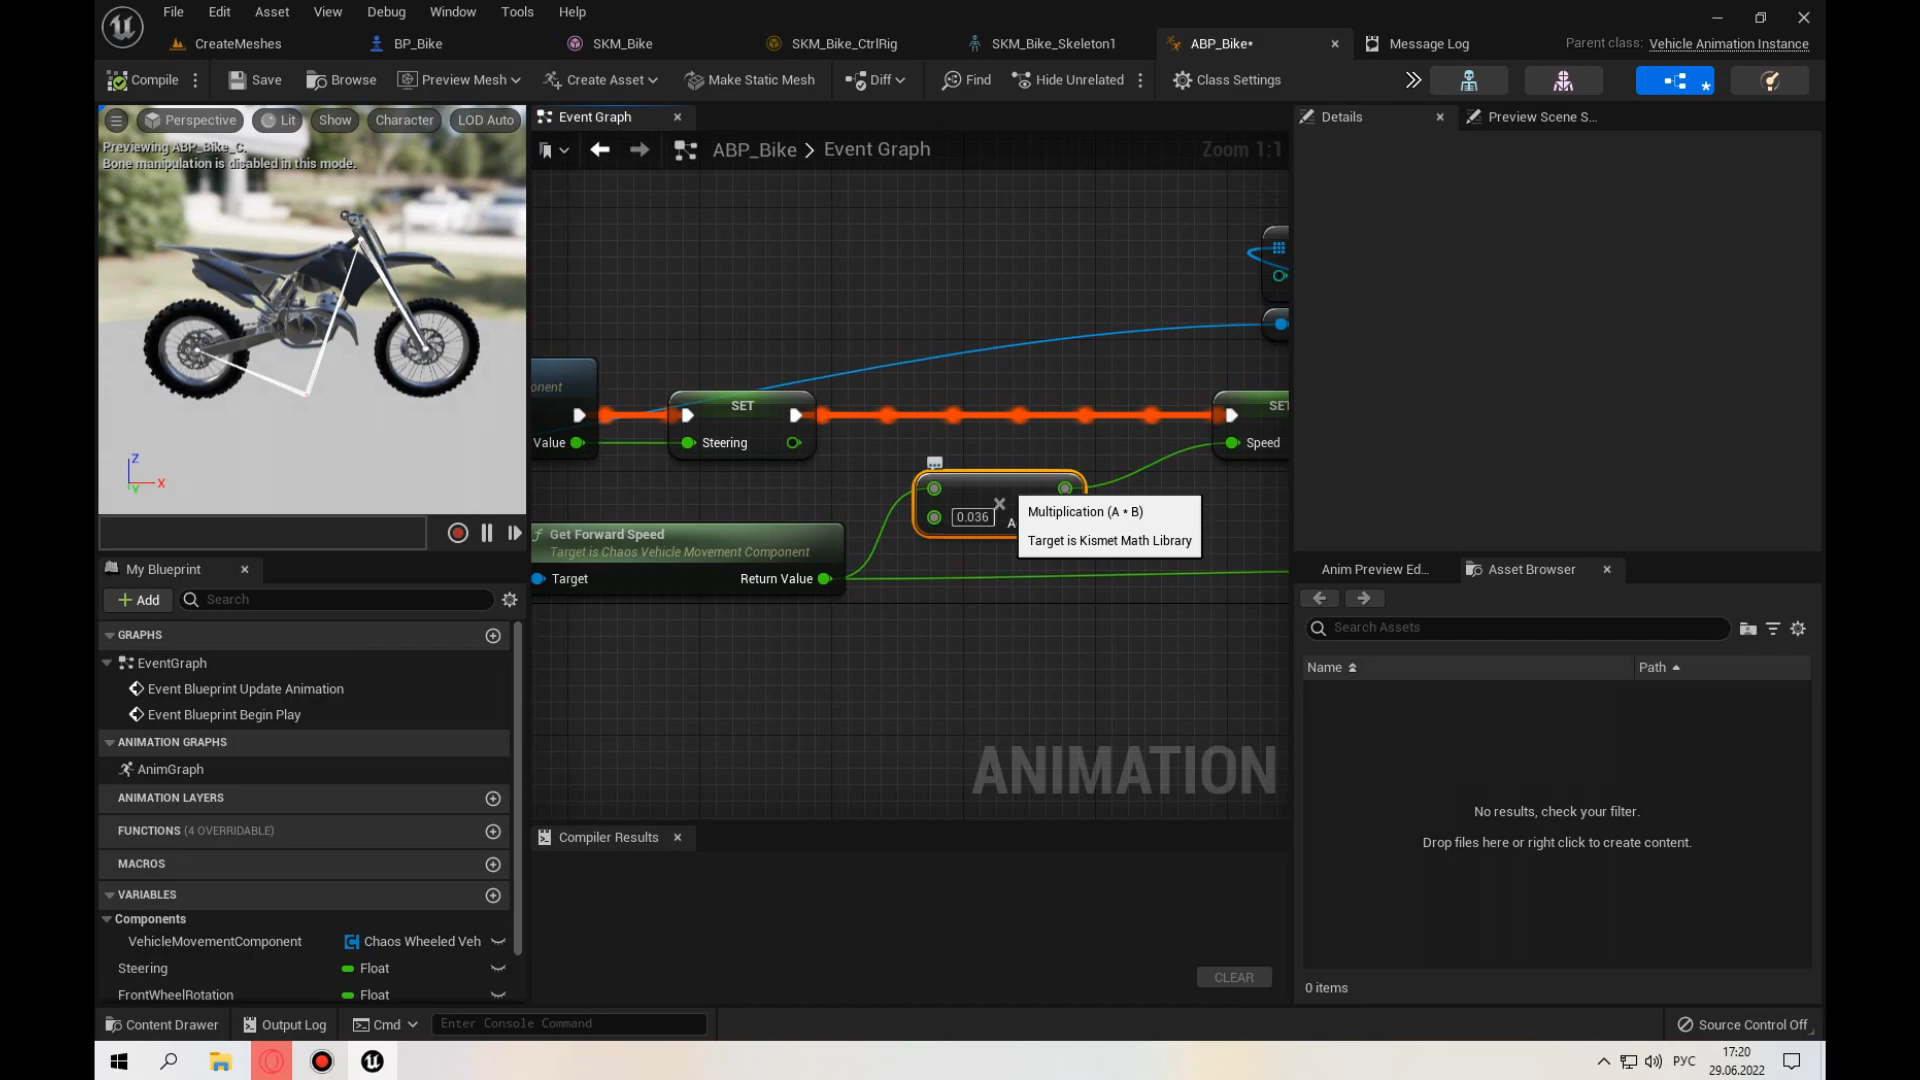 File Edit Asset View Debug Window Tools Help
CreateMeshes BP_Bike SKM_Bike SKM_Bike_CtrlRig SKM_Bike_Skeleton1 ABP_Bike* Message Log Parent class: Vehicle Animation Instance
Compile Save Browse Preview Mesh Create Asset Make Static Mesh Diff Find Hide Unrelated Class Settings
Perspective Lit Show Character LOD Auto
Previewing ABP_Bike_C.
Bone manipulation is disabled in this mode.
Z
X
Y
Event Graph
ABP_Bike > Event Graph Zoom 1:1
onent
Value
SET
Steering
SET
Speed
Get Forward Speed
Target is Chaos Vehicle Movement Component
Target Return Value
0.036
A
Multiplication (A * B)
Target is Kismet Math Library
ANIMATION
Compiler Results
CLEAR
My Blueprint
Add Search
GRAPHS
EventGraph
Event Blueprint Update Animation
Event Blueprint Begin Play
ANIMATION GRAPHS
AnimGraph
ANIMATION LAYERS
FUNCTIONS (4 OVERRIDABLE)
MACROS
VARIABLES
Components
VehicleMovementComponent Chaos Wheeled Veh
Steering Float
FrontWheelRotation Float
Details Preview Scene S...
Anim Preview Ed... Asset Browser
Search Assets
Name Path
No results, check your filter.
Drop files here or right click to create content.
0 items
Content Drawer Output Log Cmd Enter Console Command Source Control Off
РУС 17:20
29.06.2022